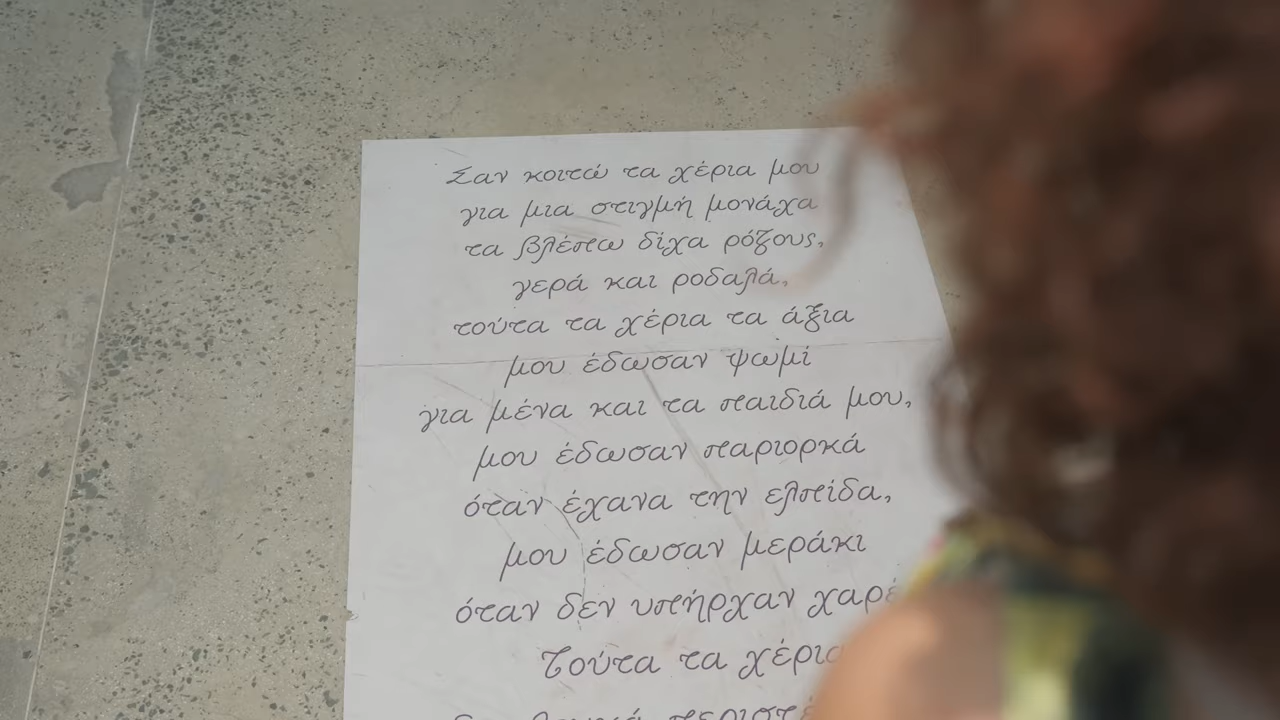 Σαν κοιτώ τα χέρια μου
για μια στιγμή μονάχα
τα βλέπω δίχα ρόζους,
γερά και ροδαλά,
τούτα τα χέρια τα άξια
μου έδωσαν ψωμί
για μένα και τα παιδιά μου,
μου έδωσαν παριορκά
όταν έχανα την ελπίδα,
μου έδωσαν μεράκι
όταν δεν υπήρχαν
Τούτα τα